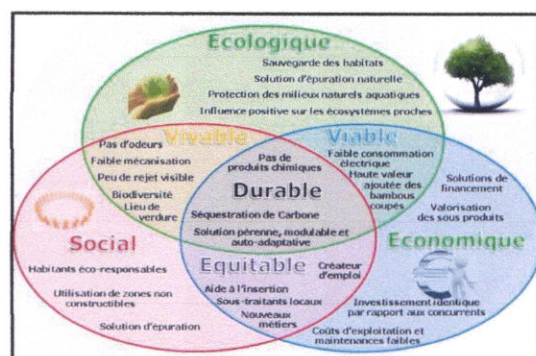 Ecologique
Sauvegarde des habitats
Solution d'épuration naturelle
Protection des milieux naturels aquatiques
Influence positive sur les écosystèmes proches
Vivable
Viable
Pas d'odeurs
Faible mécanisation
Peu de rejet visible
Biodiversité
Lieu de
verdure
Pas de
produits chimiques
Faible consommation
électrique
Haute valeur
ajoutée des
bambous
coupés
Solutions de
financement
Valorisation
des sous produits
Durable
Séquestration de Carbone
Solution pérenne, modulable et
auto-adaptative
Social
Economique
Habitants éco-responsables
Utilisation de zones non
constructibles
Solution d'épuration
Equitable
Créateur
d'emploi
Aide à l'insertion
Sous-traitants locaux
Nouveaux
métiers
Investissement identique
par rapport aux concurrents
Coûts d'exploitation et
maintenances faibles